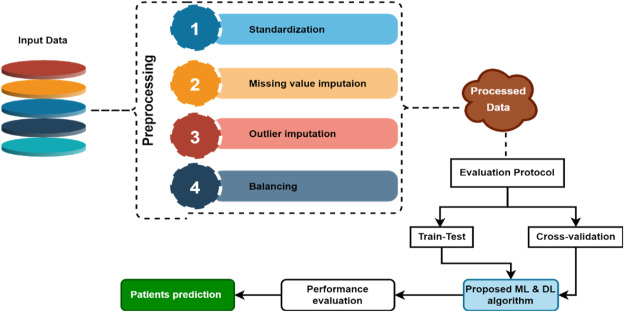 Input Data
Preprocessing
1
Standardization
2
Missing value imputaion
3
Outlier imputation
4
Balancing
Processed
Data
Evaluation Protocol
Train-Test
Cross-validation
Proposed ML & DL
algorithm
Performance
evaluation
Patients prediction